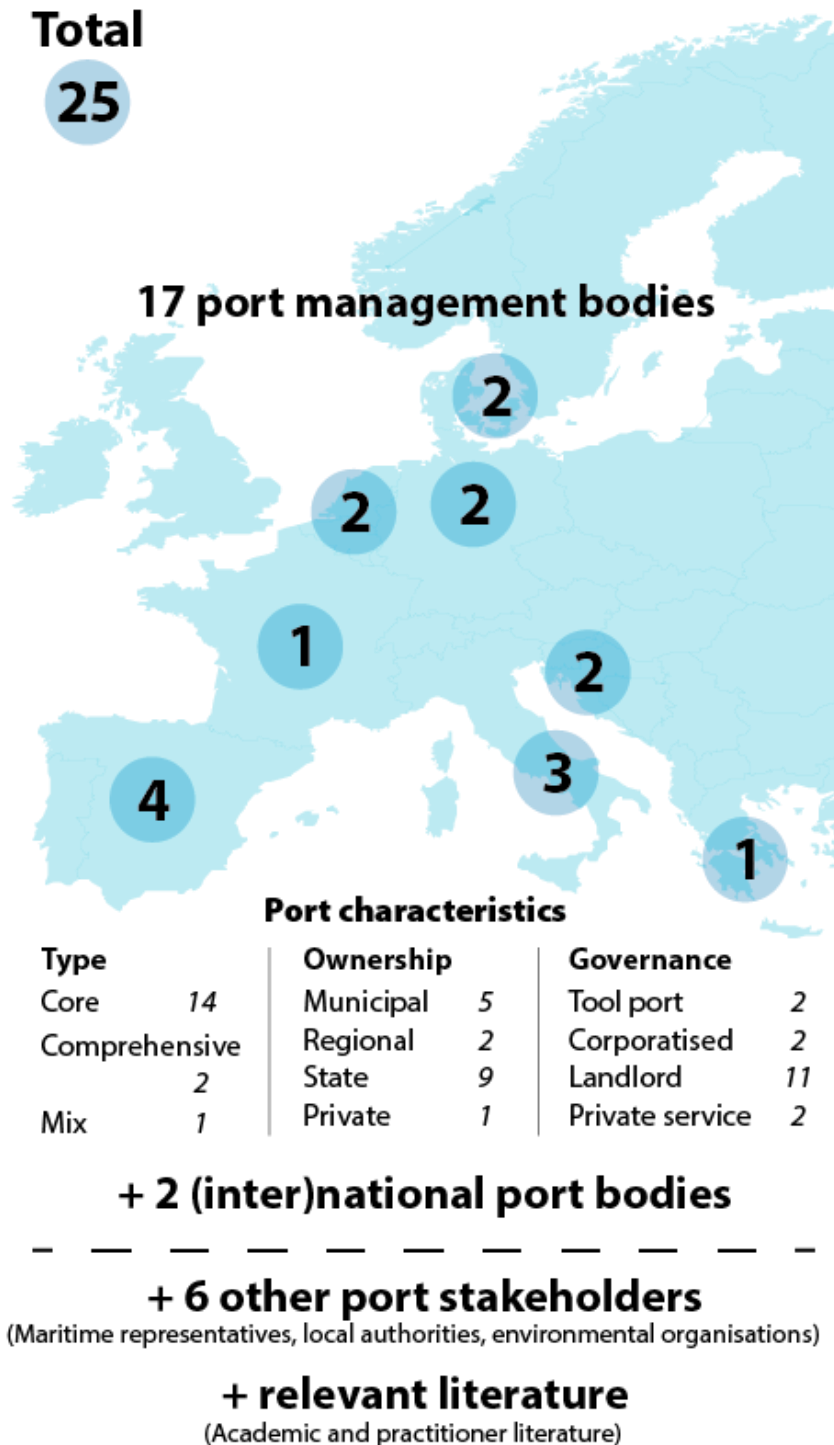 Total
25
17 port management bodies
2
2
2
1
2
3
4
1
Port characteristics
Type
Core 14
Comprehensive
2
Mix 1
Ownership
Municipal 5
Regional 2
State 9
Private 1
Governance
Tool port 2
Corporatised 2
Landlord 11
Private service 2
+ 2 (inter)national port bodies
+ 6 other port stakeholders
(Maritime representatives, local authorities, environmental organisations)
+ relevant literature
(Academic and practitioner literature)